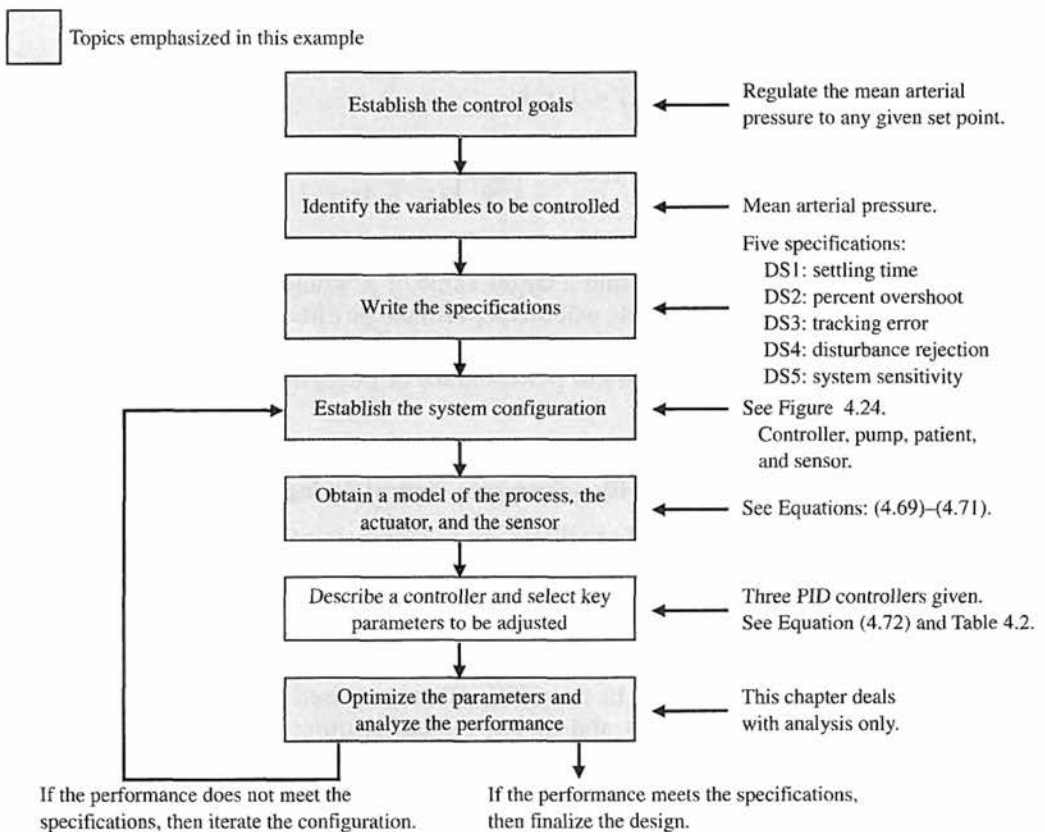 Topics emphasized in this example
Establish the control goals
Regulate the mean arterial
pressure to any given set point.
Identify the variables to be controlled
Mean arterial pressure.
Write the specifications
Five specifications:
DS1: settling time
DS2: percent overshoot
DS3: tracking error
DS4: disturbance rejection
DS5: system sensitivity
Establish the system configuration
See Figure 4.24.
Controller, pump, patient,
and sensor.
Obtain a model of the process, the
actuator, and the sensor
See Equations: (4.69)–(4.71).
Describe a controller and select key
parameters to be adjusted
Three PID controllers given.
See Equation (4.72) and Table 4.2.
Optimize the parameters and
analyze the performance
This chapter deals
with analysis only.
If the performance does not meet the
specifications, then iterate the configuration.
If the performance meets the specifications,
then finalize the design.